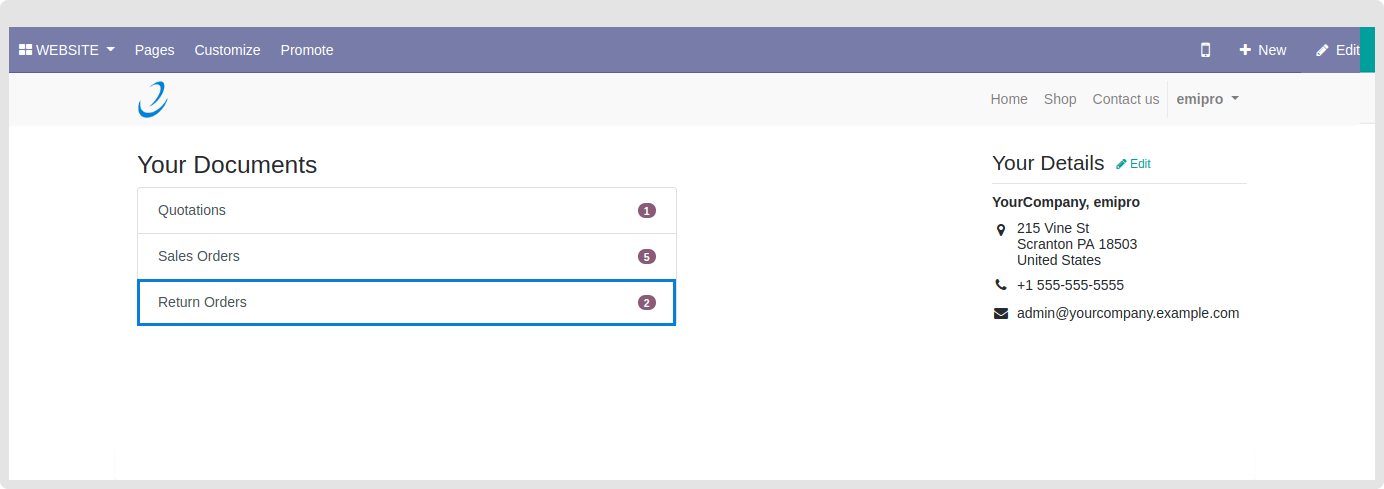 WEBSITE Pages Customize Promote New Edit
Home Shop Contact us emipro
Your Documents
Quotations 1
Sales Orders 5
Return Orders 2
Your Details Edit
YourCompany, emipro
215 Vine St
Scranton PA 18503
United States
+1 555-555-5555
admin@yourcompany.example.com